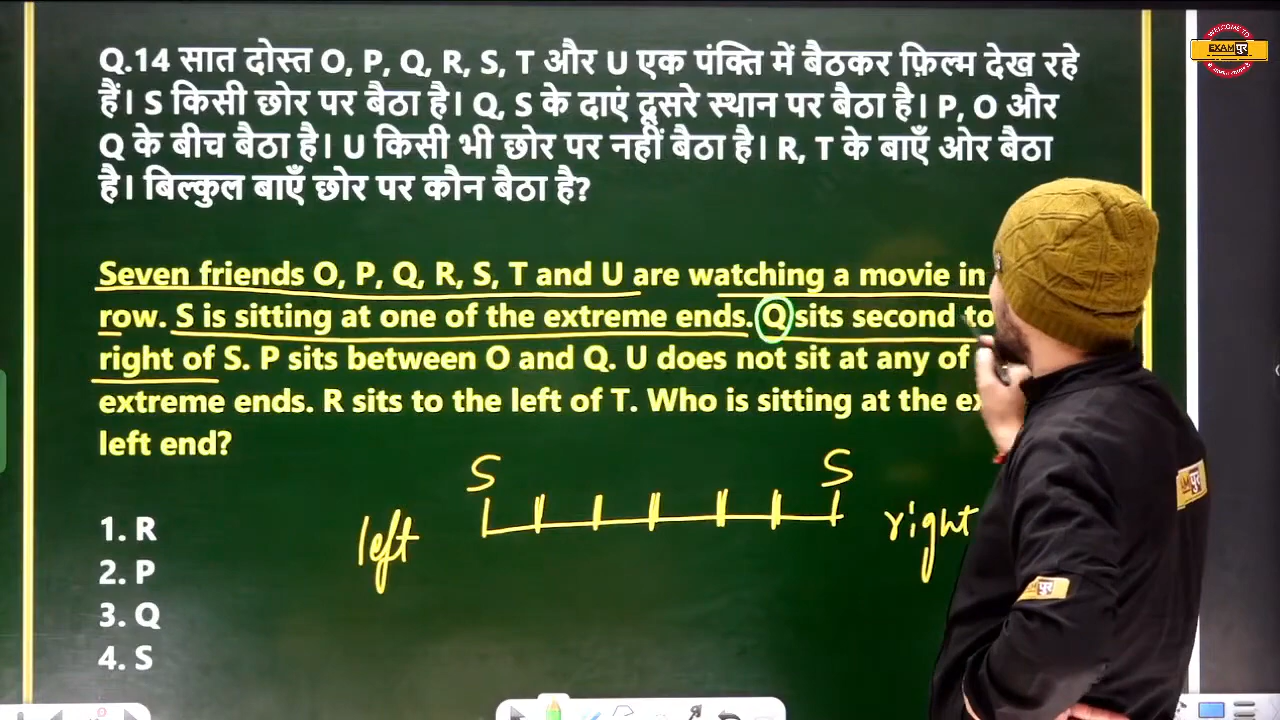 WELCOME TO
EXAM पुर
Q.14 सात दोस्त O, P, Q, R, S, T और U एक पंक्ति में बैठकर फ़िल्म देख रहे
हैं। S किसी छोर पर बैठा है। Q, S के दाएं दूसरे स्थान पर बैठा है। P, O और
Q के बीच बैठा है। U किसी भी छोर पर नहीं बैठा है। R, T के बाएँ ओर बैठा
है। बिल्कुल बाएँ छोर पर कौन बैठा है?
Seven friends O, P, Q, R, S, T and U are watching a movie in
row. S is sitting at one of the extreme ends. Q sits second to
right of S. P sits between O and Q. U does not sit at any of
extreme ends. R sits to the left of T. Who is sitting at the ex
left end?
S S
left right
1. R
2. P
3. Q
4. S